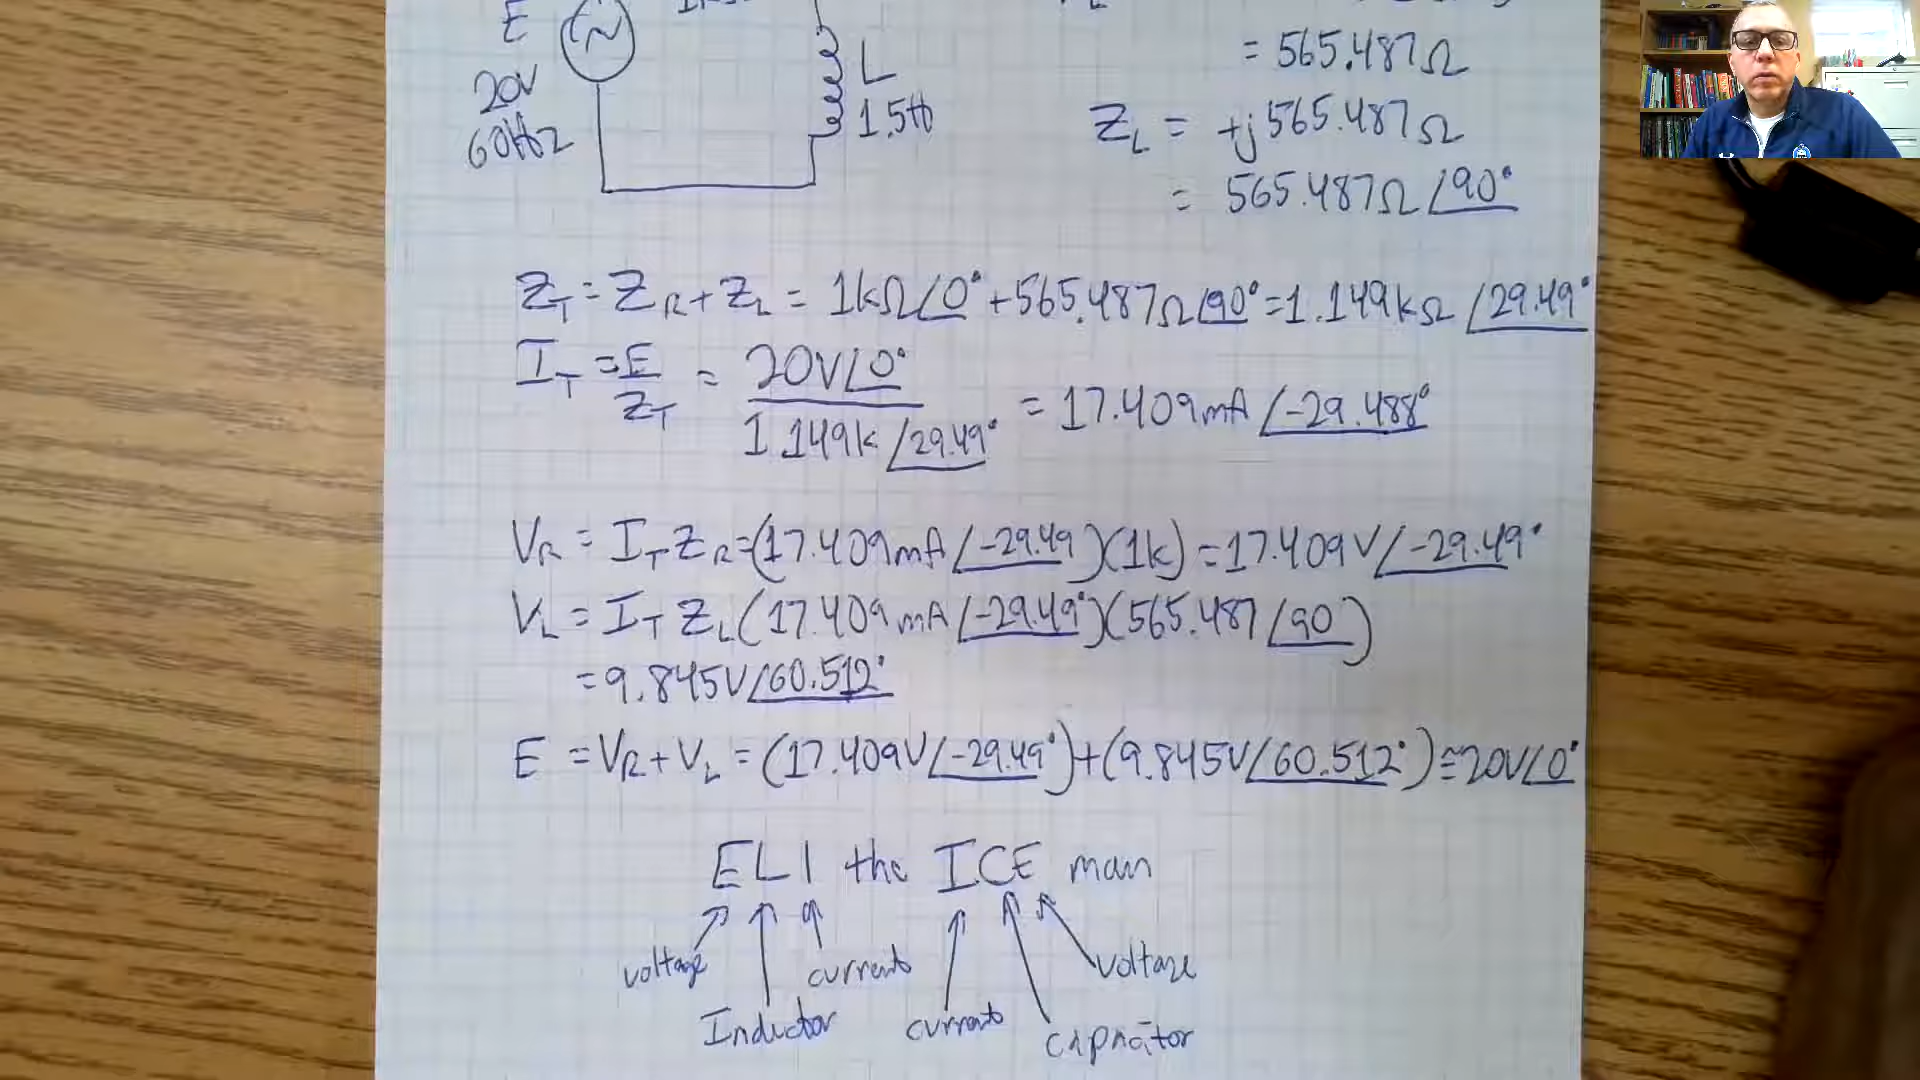 E
20V
60Hz
L
1.5H
= 565.487Ω
Z_L = +j565.487Ω
= 565.487Ω ∠90°
Z_T = Z_R + Z_L = 1kΩ∠0° + 565.487Ω∠90° = 1.149kΩ ∠29.49°
I_T = E/Z_T = 20V∠0° / 1.149k∠29.49° = 17.409mA ∠-29.488°
V_R = I_T Z_R = (17.409mA ∠-29.49)(1k) = 17.409V ∠-29.49°
V_L = I_T Z_L (17.409mA ∠-29.49°)(565.487 ∠90°)
= 9.845V∠60.512°
E = V_R + V_L = (17.409V∠-29.49°) + (9.845V∠60.512°) ≅ 20V∠0°
ELI the ICE man
voltage current voltage
Inductor current